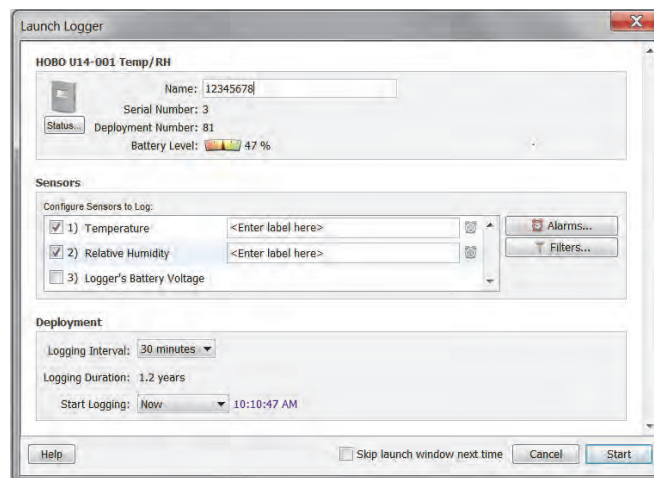 Launch Logger
HOBO U14-001 Temp/RH
Name: 12345678
Serial Number: 3
Status... Deployment Number: 81
Battery Level: 47 %
Sensors
Configure Sensors to Log:
1) Temperature <Enter label here> Alarms...
2) Relative Humidity <Enter label here> Filters...
3) Logger's Battery Voltage
Deployment
Logging Interval: 30 minutes
Logging Duration: 1.2 years
Start Logging: Now 10:10:47 AM
Help Skip launch window next time Cancel Start